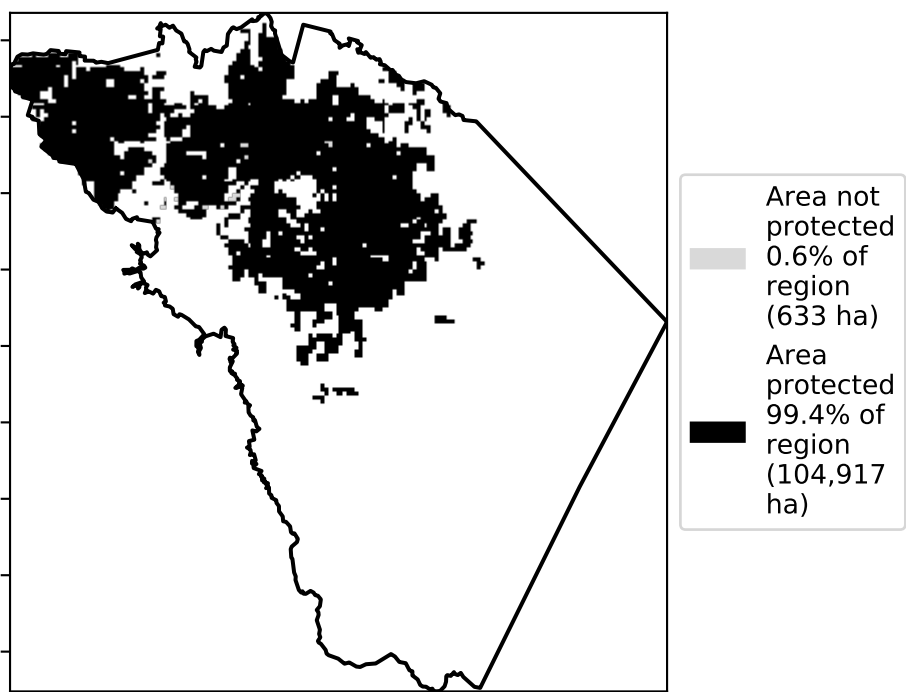 Area not
protected
0.6% of
region
(633 ha)
Area
protected
99.4% of
region
(104,917
ha)